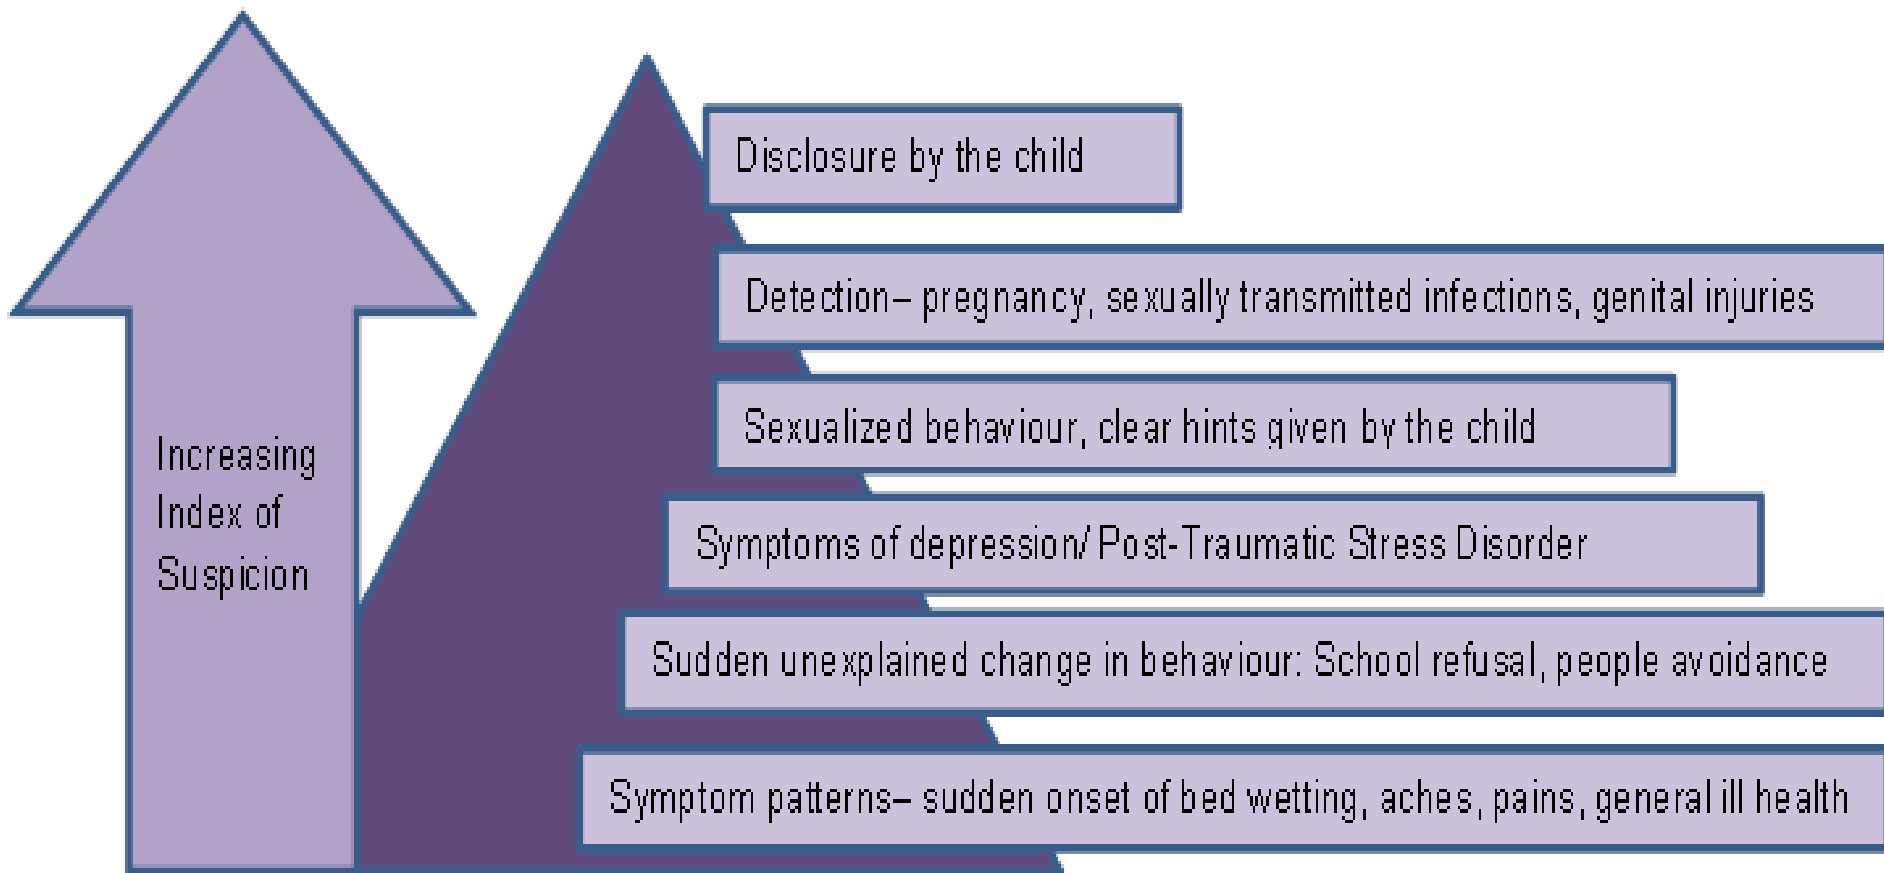 Disclosure by the child
Detection– pregnancy, sexually transmitted infections, genital injuries
Sexualized behaviour, clear hints given by the child
Symptoms of depression/ Post-Traumatic Stress Disorder
Sudden unexplained change in behaviour: School refusal, people avoidance
Symptom patterns– sudden onset of bed wetting, aches, pains, general ill health
Increasing
Index of
Suspicion